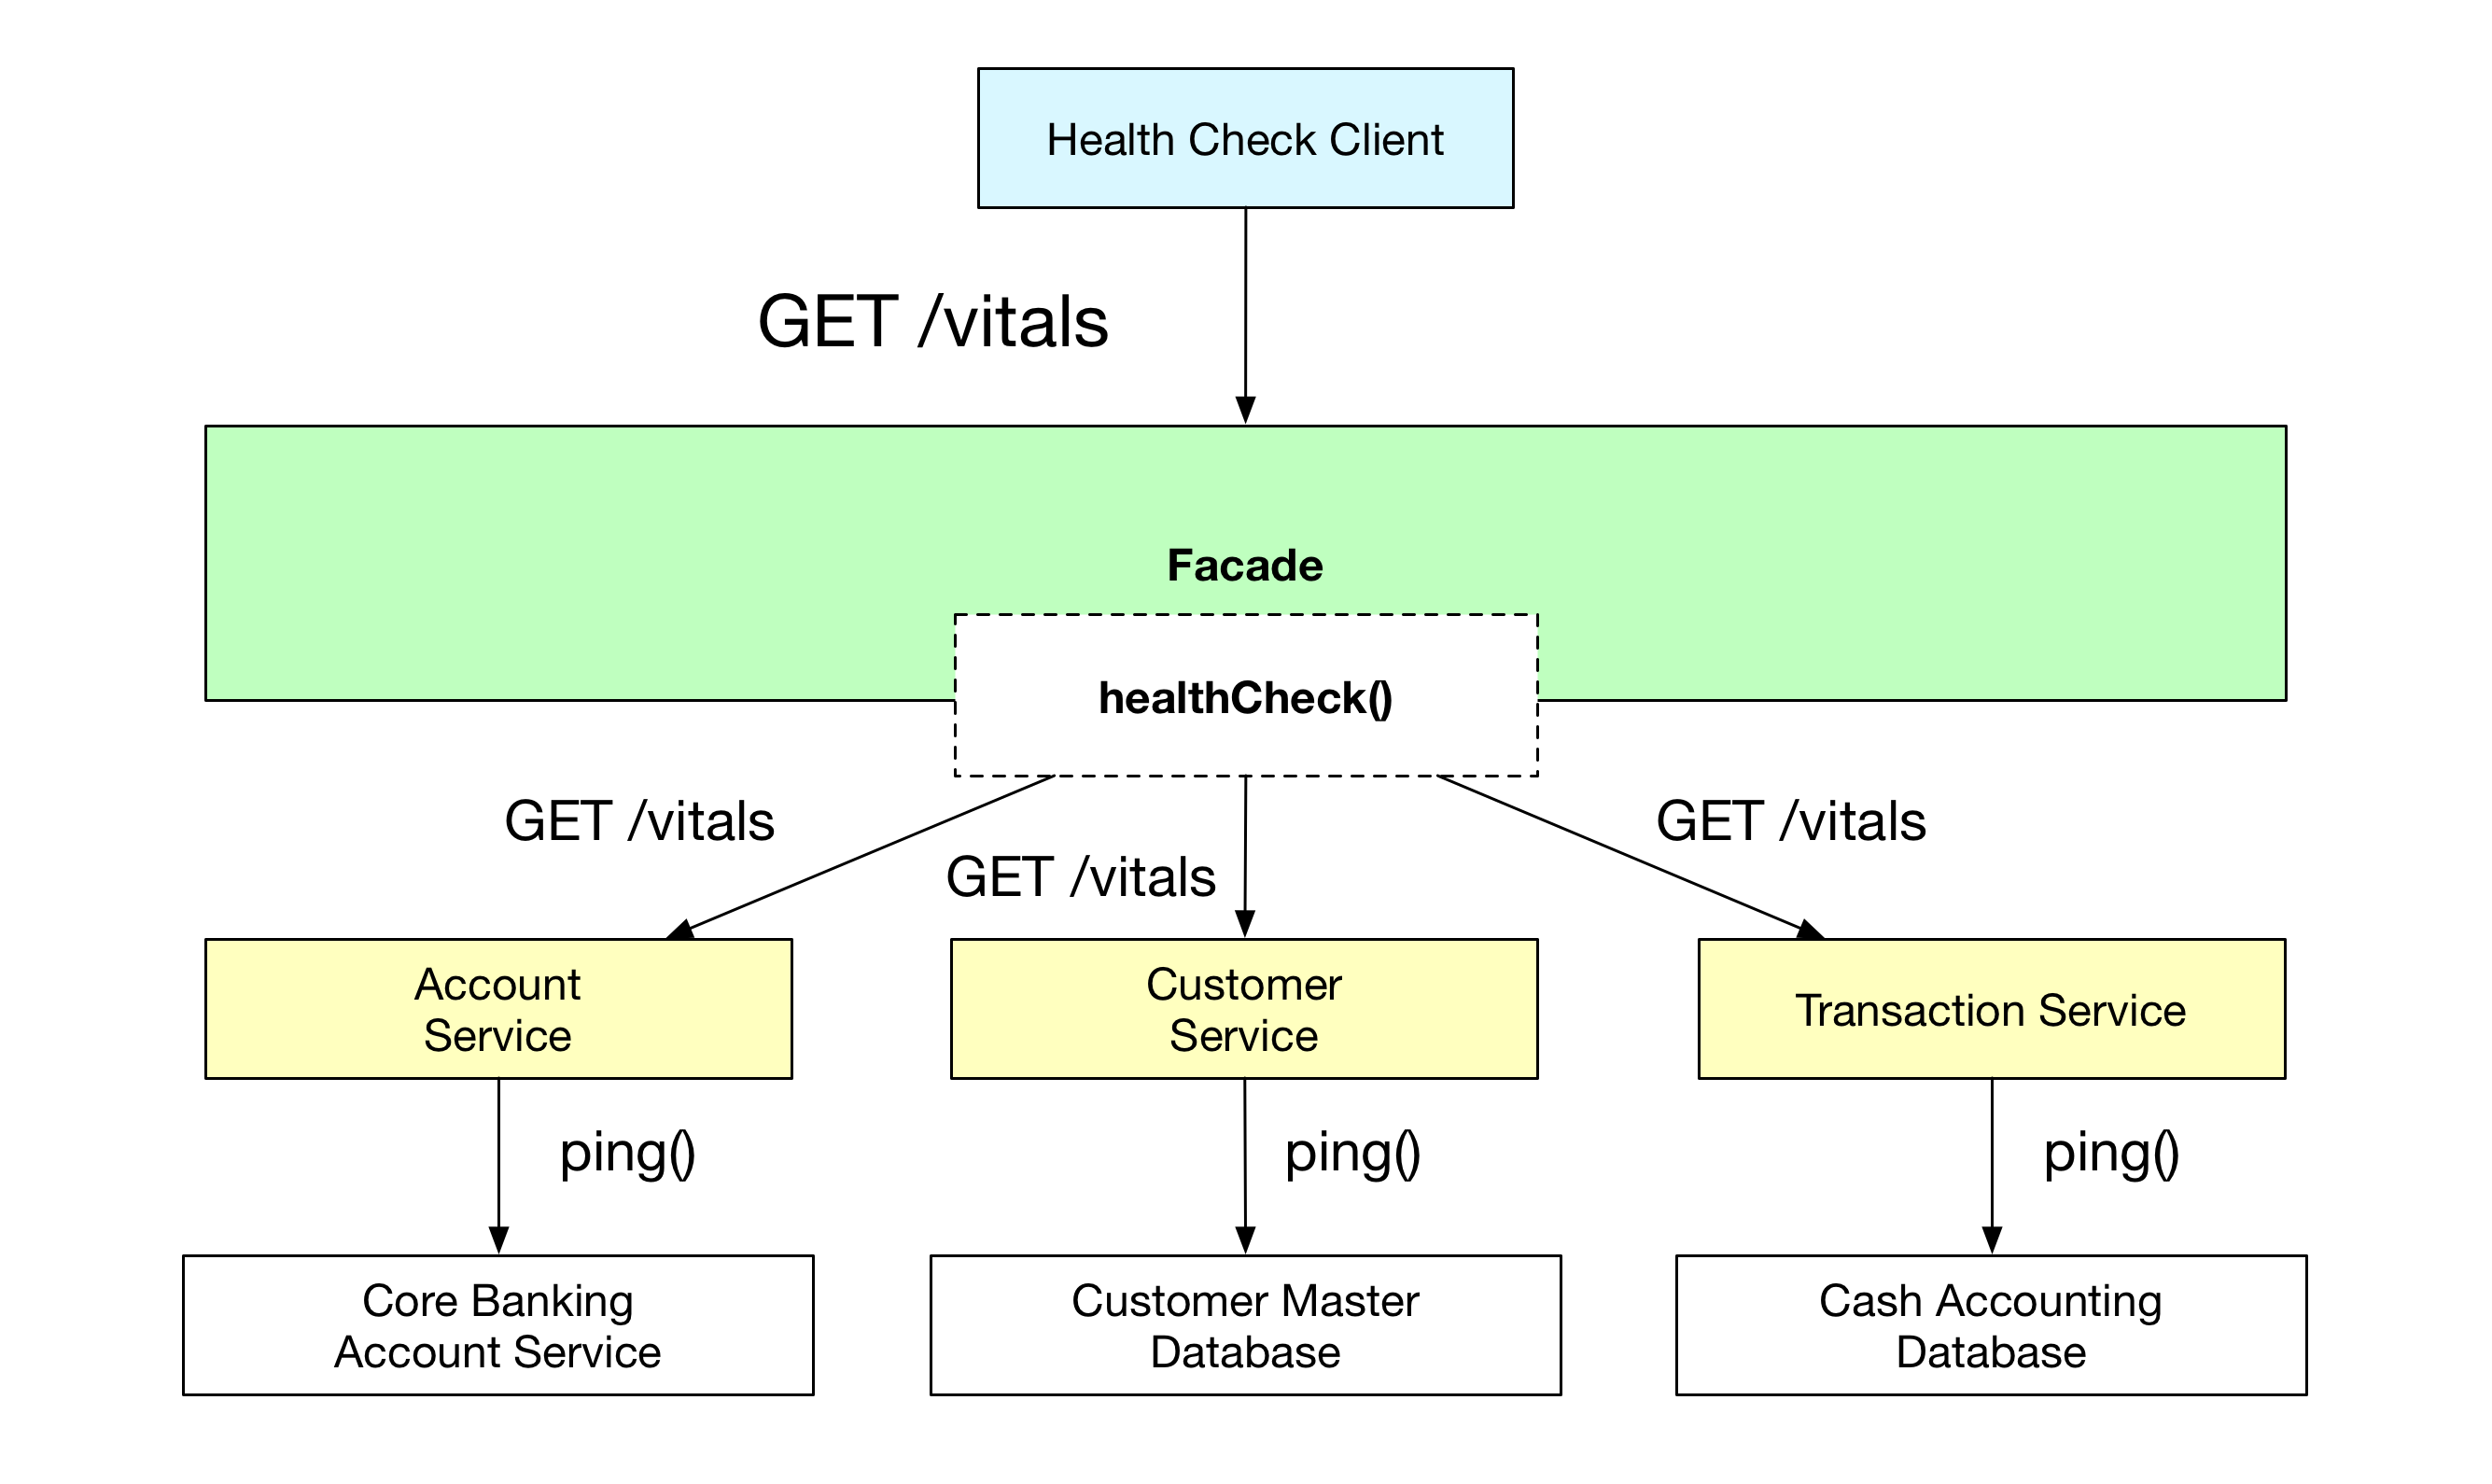 Health Check Client
GET /vitals
Facade
healthCheck()
GET /vitals
GET /vitals
GET /vitals
Account
Service
Customer
Service
Transaction Service
ping()
ping()
ping()
Core Banking
Account Service
Customer Master
Database
Cash Accounting
Database